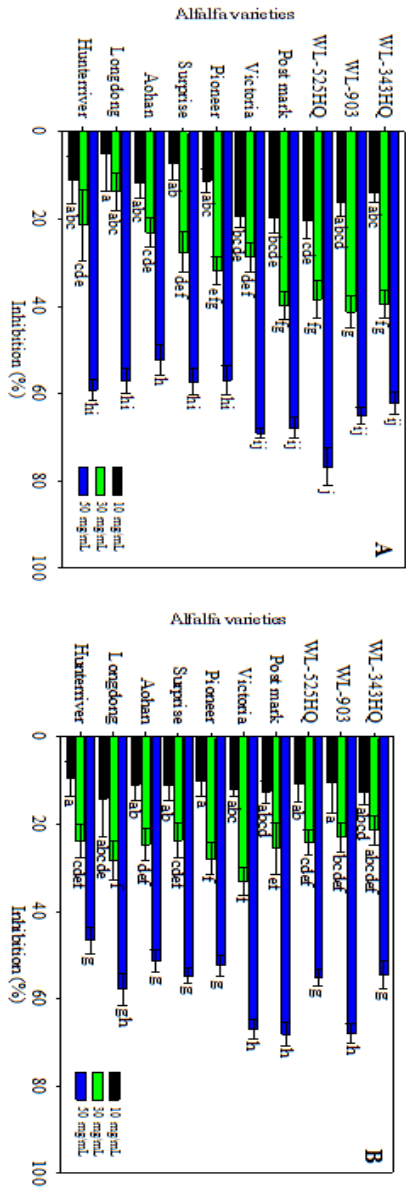 A
Alfalfa varieties
WL-343HQ
abc
fg
ij
WL-903
abcd
g
ij
WL-525HQ
cde
fg
j
Post mark
bcde
fg
ij
Victoria
bcde
def
ij
Pioneer
abc
efg
hi
Surprise
ab
def
hi
Aohan
abc
cde
h
Longdong
a
abc
hi
Hunterriver
abc
cde
hi
0
20
40
60
80
100
Inhibition (%)
10 mg/mL
30 mg/mL
50 mg/mL
B
Alfalfa varieties
WL-343HQ
abcd
abcdef
g
WL-903
a
bcdef
h
WL-525HQ
ab
cdef
g
Post mark
abcd
ef
h
Victoria
abc
f
h
Pioneer
a
f
g
Surprise
ab
cdef
g
Aohan
ab
def
g
Longdong
abcde
gh
Hunterriver
a
cdef
g
0
20
40
60
80
100
Inhibition (%)
10 mg/mL
30 mg/mL
50 mg/mL